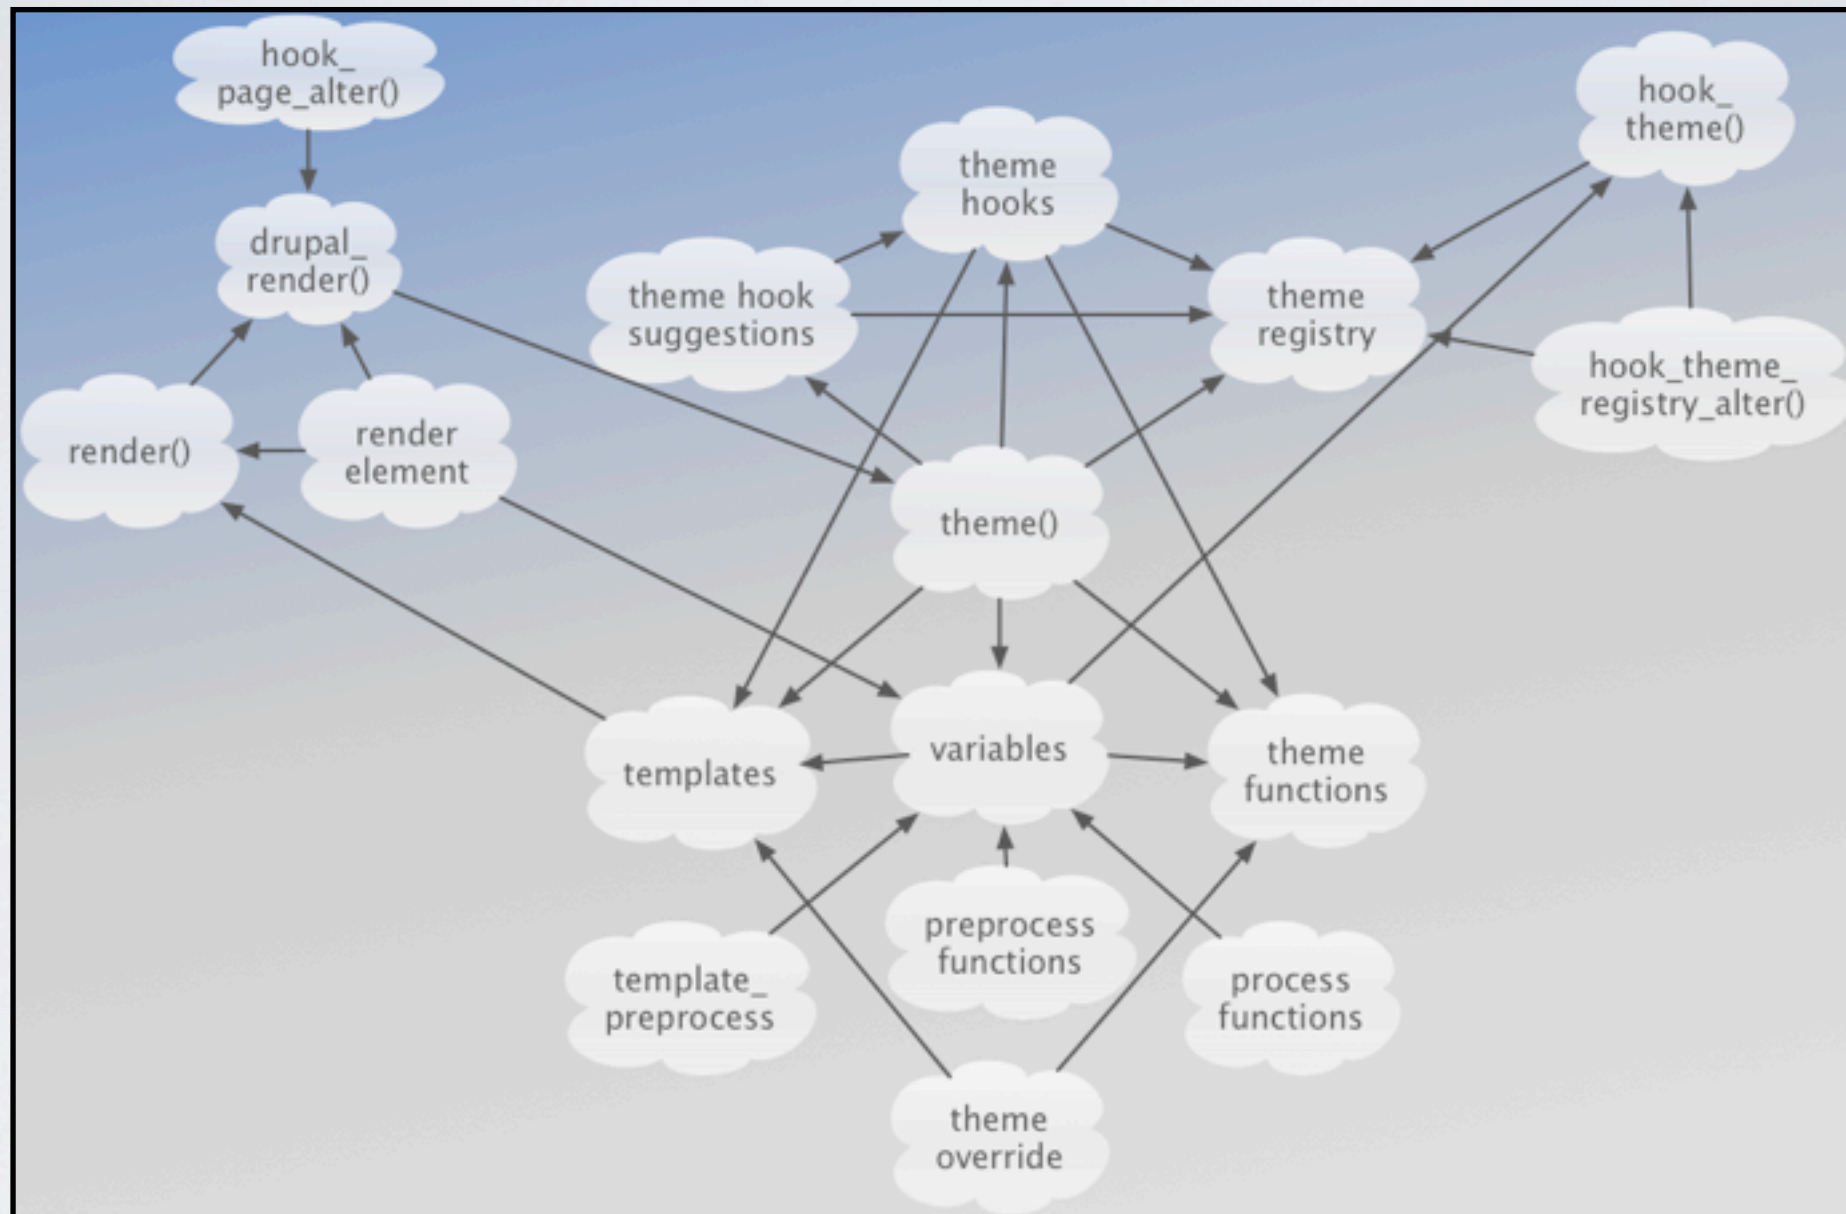 hook_
page_alter()
hook_
theme()
theme
hooks
drupal_
render()
theme hook
suggestions
theme
registry
hook_theme_
registry_alter()
render()
render
element
theme()
templates
variables
theme
functions
preprocess
functions
template_
preprocess
process
functions
theme
override